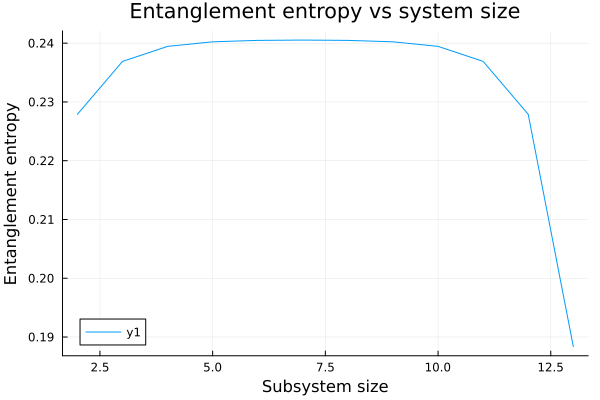 Entanglement entropy vs system size
Entanglement entropy
0.24
0.23
0.22
0.21
0.20
0.19
y1
2.5
5.0
7.5
10.0
12.5
Subsystem size